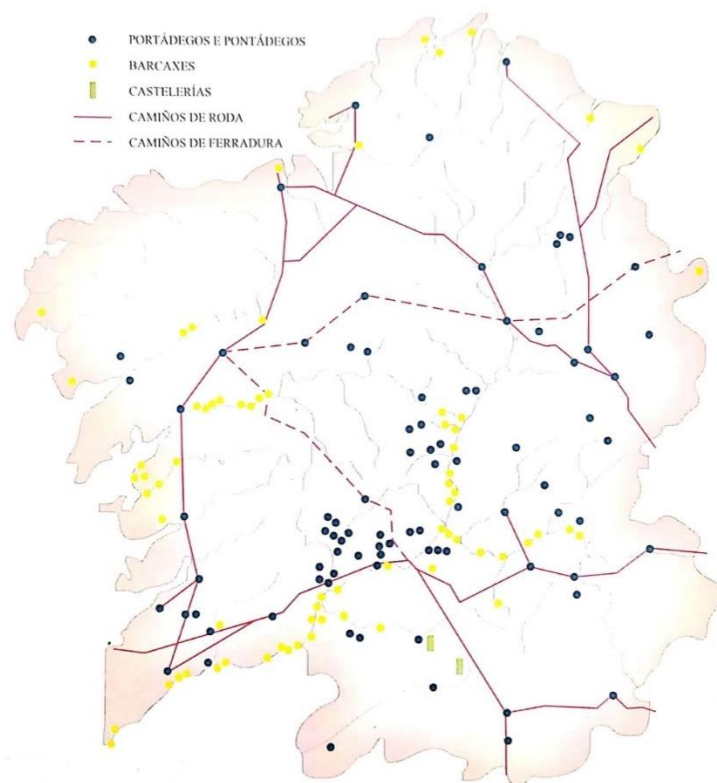 PORTÁDEGOS E PONTÁDEGOS
BARCAXES
CASTELERÍAS
CAMIÑOS DE RODA
CAMIÑOS DE FERRADURA